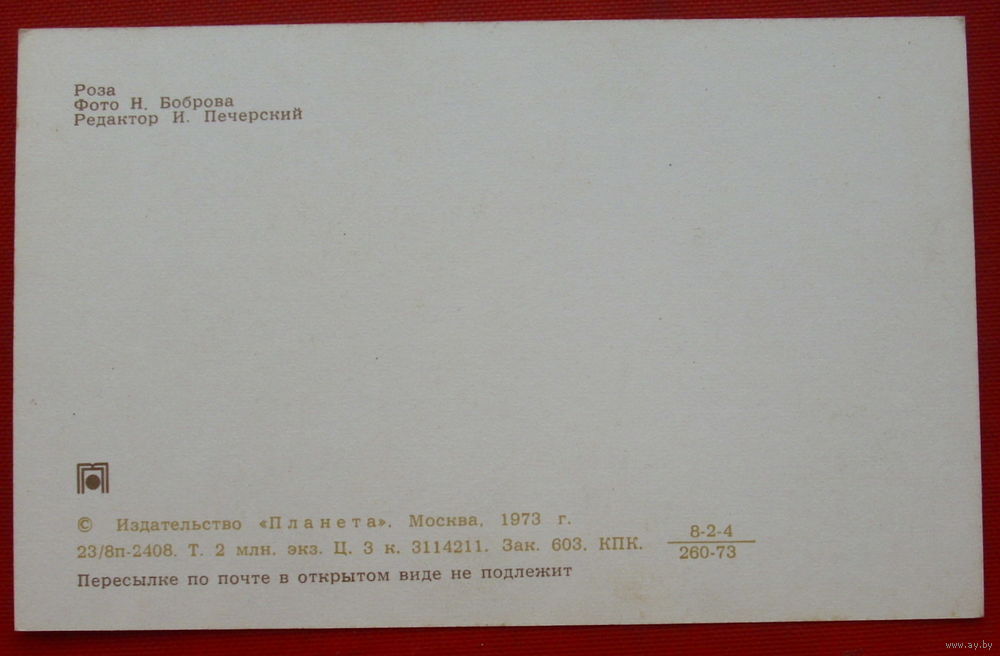 Роза
Фото Н. Боброва
Редактор И. Печерский
© Издательство «Планета». Москва, 1973 г.
23/8п-2408. Т. 2 млн. экз. Ц. 3 к. 3114211. Зак. 603. КПК.
8-2-4
260-73
Пересылке по почте в открытом виде не подлежит
www.ay.by